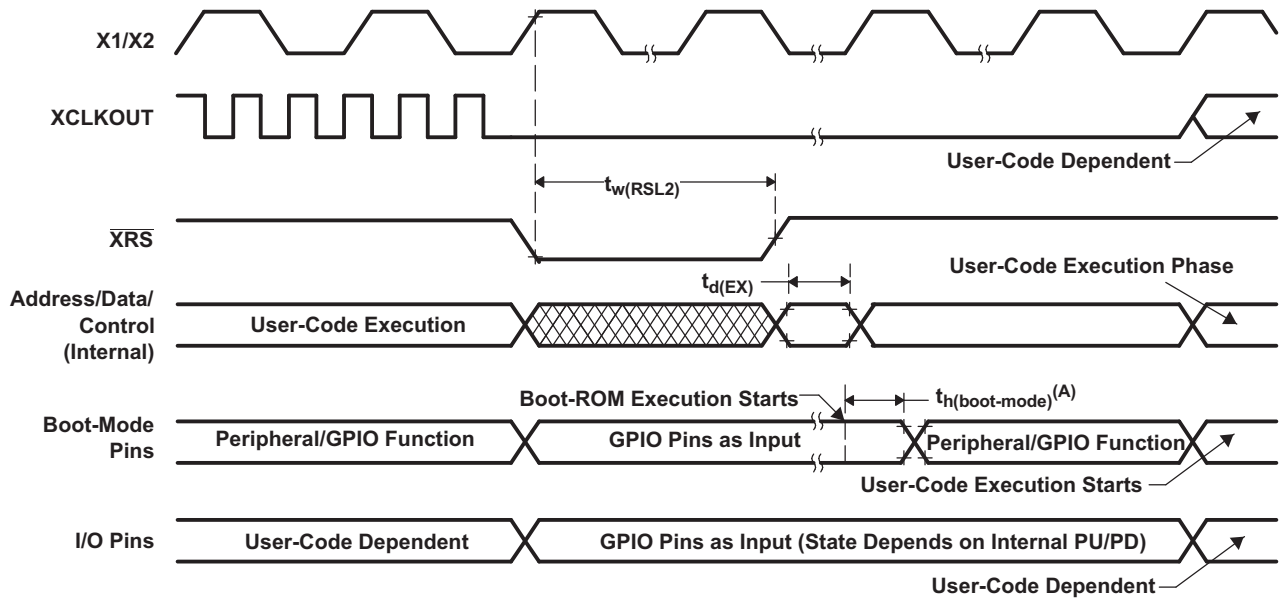 X1/X2
XCLKOUT
User-Code Dependent
tw(RSL2)
XRS
td(EX)
User-Code Execution Phase
Address/Data/
Control
(Internal)
User-Code Execution
Boot-ROM Execution Starts
th(boot-mode)(A)
Boot-Mode
Pins
Peripheral/GPIO Function
GPIO Pins as Input
Peripheral/GPIO Function
User-Code Execution Starts
I/O Pins
User-Code Dependent
GPIO Pins as Input (State Depends on Internal PU/PD)
User-Code Dependent